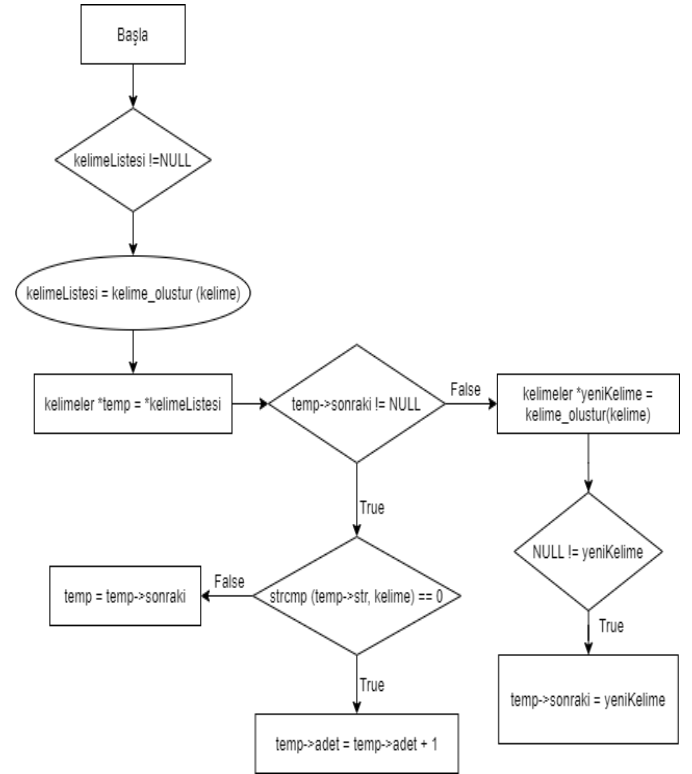 Başla
kelimeListesi !=NULL
kelimeListesi = kelime_olustur (kelime)
kelimeler *temp = *kelimeListesi
temp->sonraki != NULL
False
kelimeler *yeniKelime =
kelime_olustur(kelime)
True
NULL != yeniKelime
temp = temp->sonraki
False
strcmp (temp->str, kelime) == 0
True
temp->sonraki = yeniKelime
True
temp->adet = temp->adet + 1